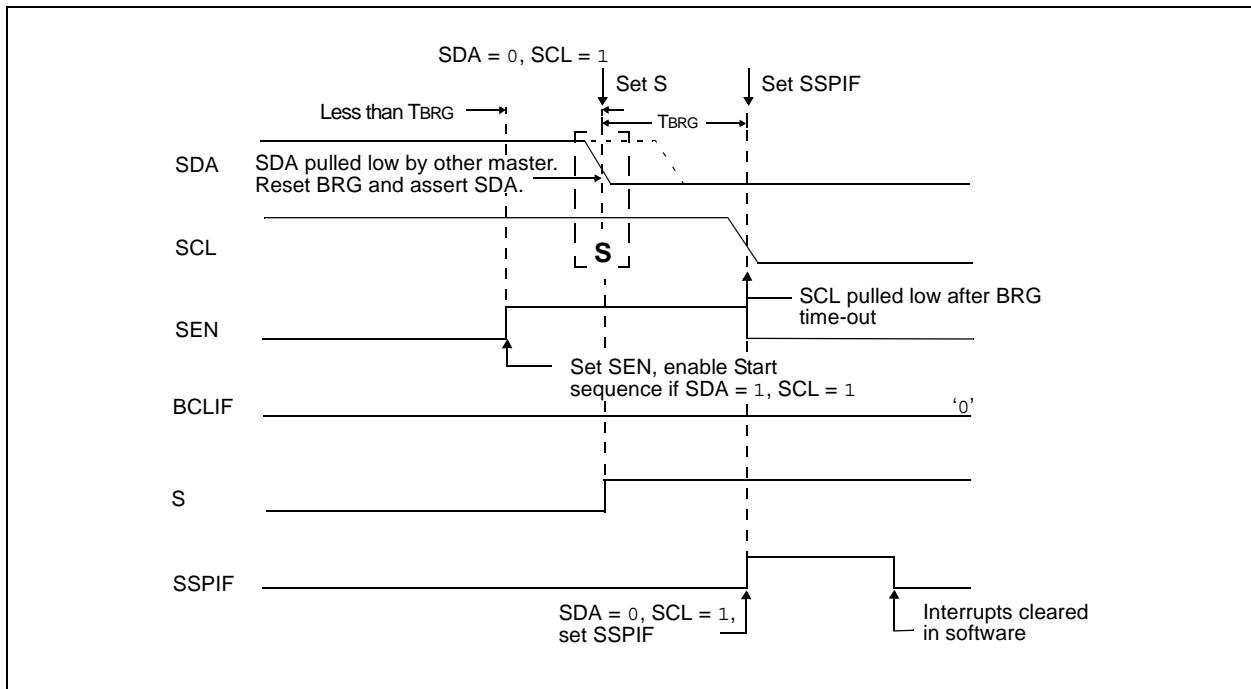 SDA = 0, SCL = 1
Set S
Set SSPIF
Less than TBRG
TBRG
SDA
SDA pulled low by other master.
Reset BRG and assert SDA.
SCL
S
SCL pulled low after BRG
time-out
SEN
Set SEN, enable Start
sequence if SDA = 1, SCL = 1
BCLIF
‘0’
S
SSPIF
SDA = 0, SCL = 1,
set SSPIF
Interrupts cleared
in software